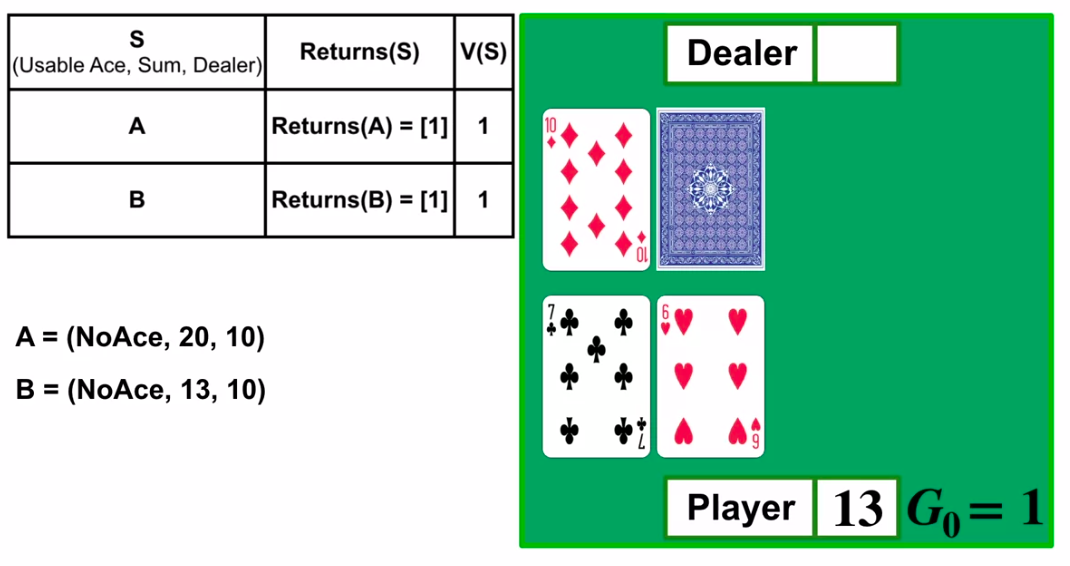 S
(Usable Ace, Sum, Dealer)
Returns(S)
V(S)
A
Returns(A) = [1]
1
B
Returns(B) = [1]
1
A = (NoAce, 20, 10)
B = (NoAce, 13, 10)
Dealer
10
10
7
7
6
6
Player
13
G₀ = 1